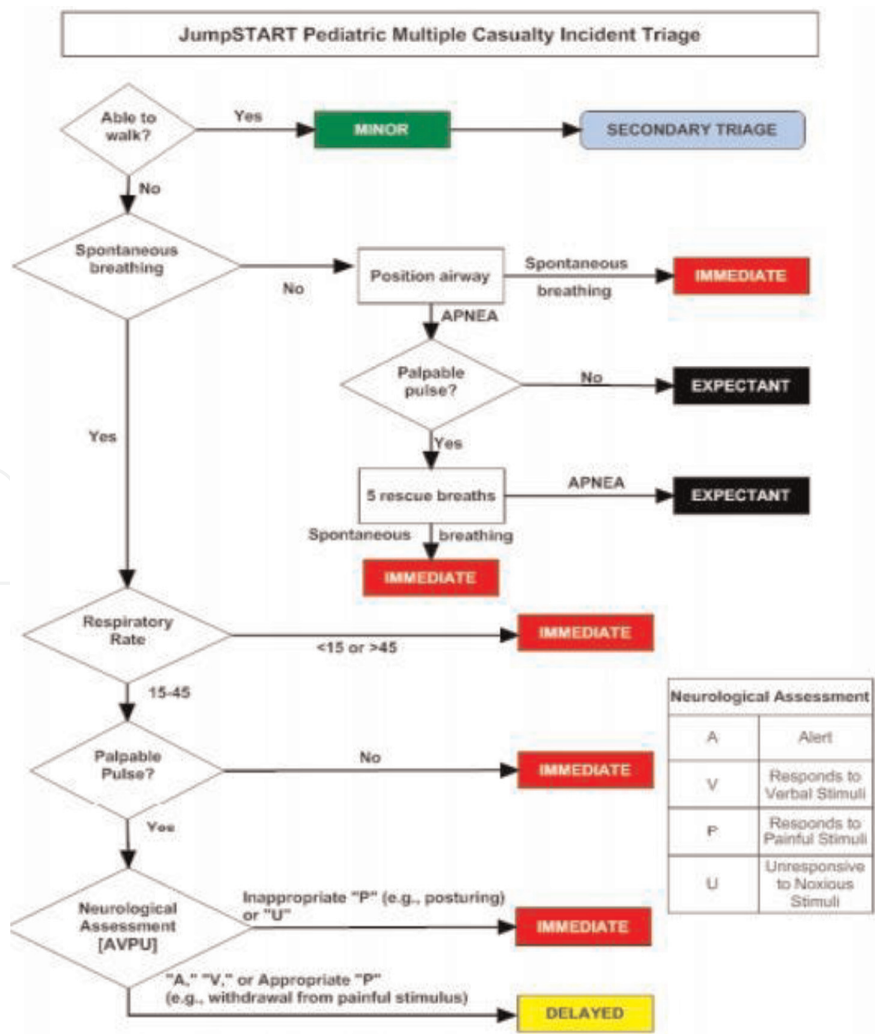 JumpSTART Pediatric Multiple Casualty Incident Triage
Able to
walk?
Yes
MINOR
SECONDARY TRIAGE
No
Spontaneous
breathing
No
Position airway
Spontaneous
breathing
IMMEDIATE
APNEA
Palpable
pulse?
No
EXPECTANT
Yes
Yes
5 rescue breaths
APNEA
EXPECTANT
Spontaneous breathing
IMMEDIATE
Respiratory
Rate
<15 or >45
IMMEDIATE
15-45
Palpable
Pulse?
No
IMMEDIATE
Yes
Neurological
Assessment
[AVPU]
Inappropriate "P" (e.g., posturing)
or "U"
IMMEDIATE
"A," "V," or Appropriate "P"
(e.g., withdrawal from painful stimulus)
DELAYED
Neurological Assessment
A Alert
V Responds to
Verbal Stimuli
P Responds to
Painful Stimuli
U Unresponsive
to Noxious
Stimuli